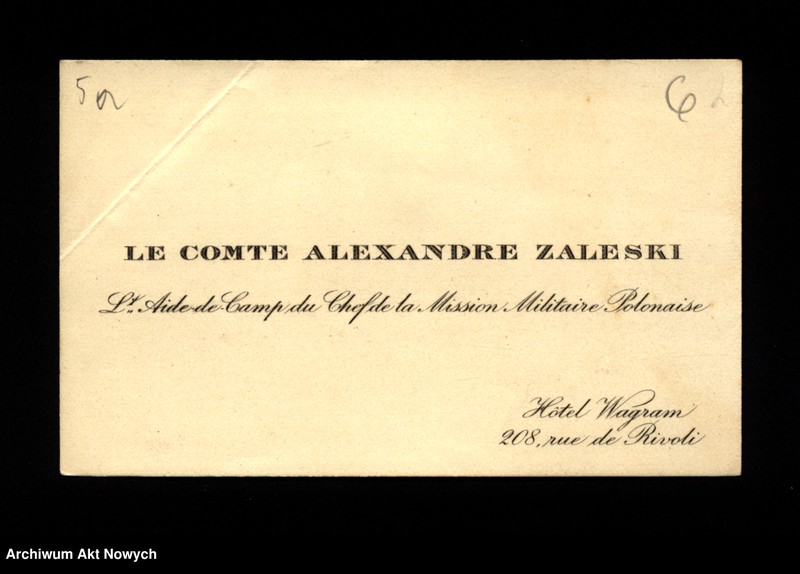 5a
6
LE COMTE ALEXANDRE ZALESKI
Lt. Aide-de-Camp du Chef de la Mission Militaire Polonaise
Hôtel Wagram
208, rue de Rivoli
Archiwum Akt Nowych